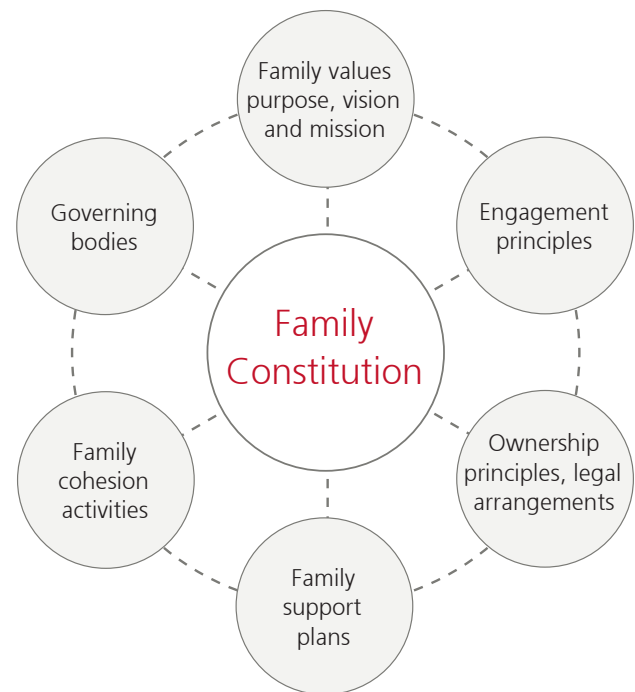 Family values
purpose, vision
and mission
Engagement
principles
Ownership
principles, legal
arrangements
Family
support
plans
Family
cohesion
activities
Governing
bodies
Family
Constitution